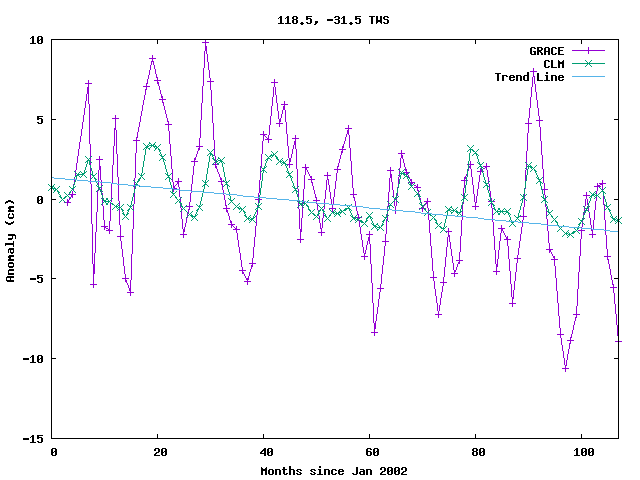 118.5, -31.5 TWS
GRACE
CLM
Trend Line
10
5
0
-5
-10
-15
Anomaly (cm)
0 20 40 60 80 100
Months since Jan 2002